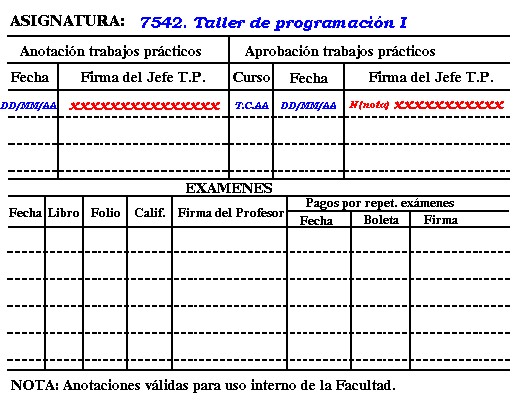 ASIGNATURA: 7542. Taller de programación I
Anotación trabajos prácticos Aprobación trabajos prácticos
Fecha Firma del Jefe T.P. Curso Fecha Firma del Jefe T.P.
DD/MM/AA XXXXXXXXXXXXXXX T.C.AA DD/MM/AA N(nota) XXXXXXXXXXX
EXAMENES
Fecha Libro Folio Calif. Firma del Profesor Pagos por repet. exámenes
Fecha Boleta Firma
NOTA: Anotaciones válidas para uso interno de la Facultad.